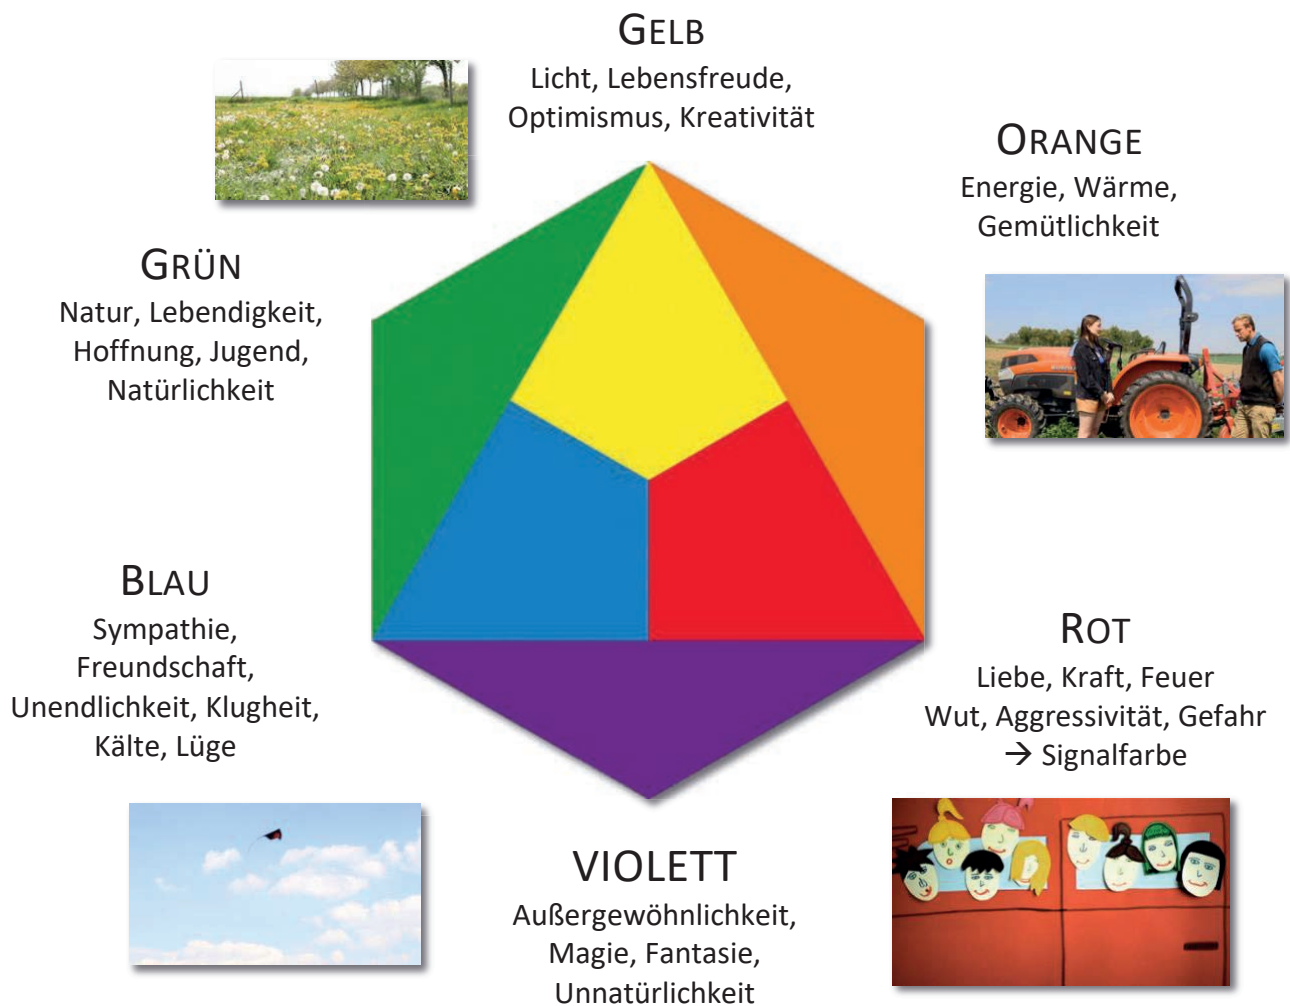 GELB
Licht, Lebensfreude,
Optimismus, Kreativität
ORANGE
Energie, Wärme,
Gemütlichkeit
GRÜN
Natur, Lebendigkeit,
Hoffnung, Jugend,
Natürlichkeit
BLAU
Sympathie,
Freundschaft,
Unendlichkeit, Klugheit,
Kälte, Lüge
ROT
Liebe, Kraft, Feuer
Wut, Aggressivität, Gefahr
→ Signalfarbe
VIOLETT
Außergewöhnlichkeit,
Magie, Fantasie,
Unnatürlichkeit